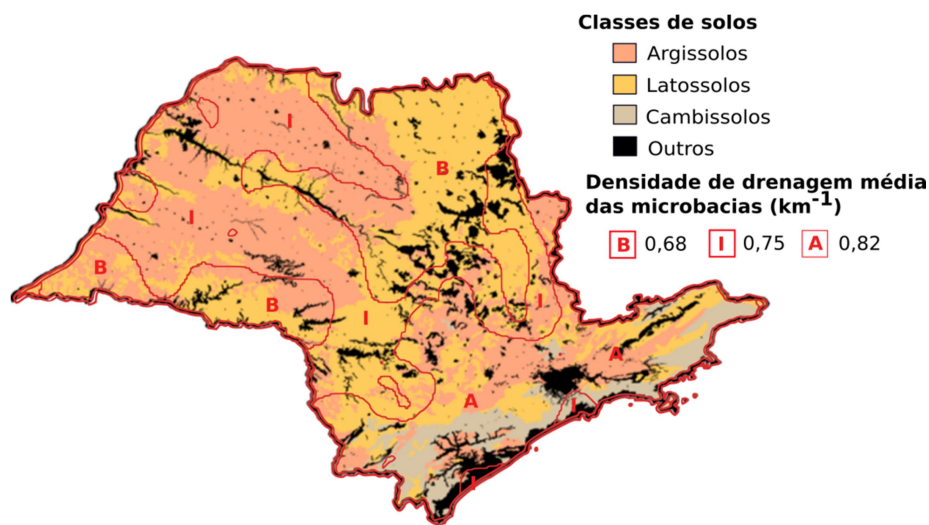 Classes de solos
Argissolos
Latossolos
Cambissolos
Outros
Densidade de drenagem média
das microbacias (km⁻¹)
B 0,68 I 0,75 A 0,82
I
B
I
B
B
I
I
A
A
I
I